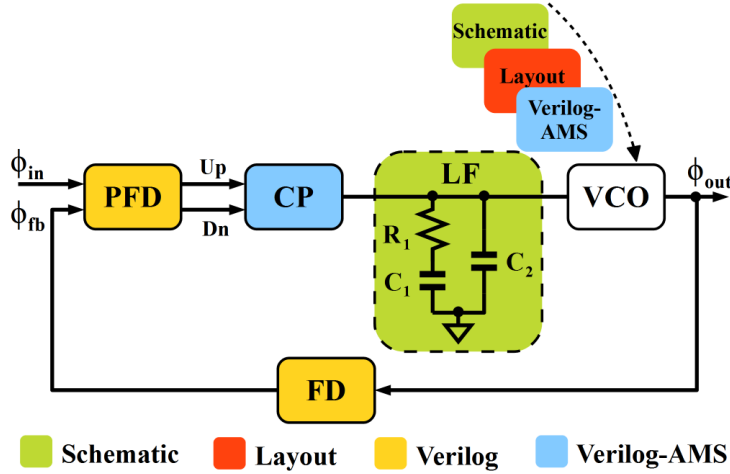 Schematic
Layout
Verilog-
AMS
ϕin
ϕfb
PFD
Up
Dn
CP
LF
R1
C1
C2
VCO
ϕout
FD
Schematic
Layout
Verilog
Verilog-AMS